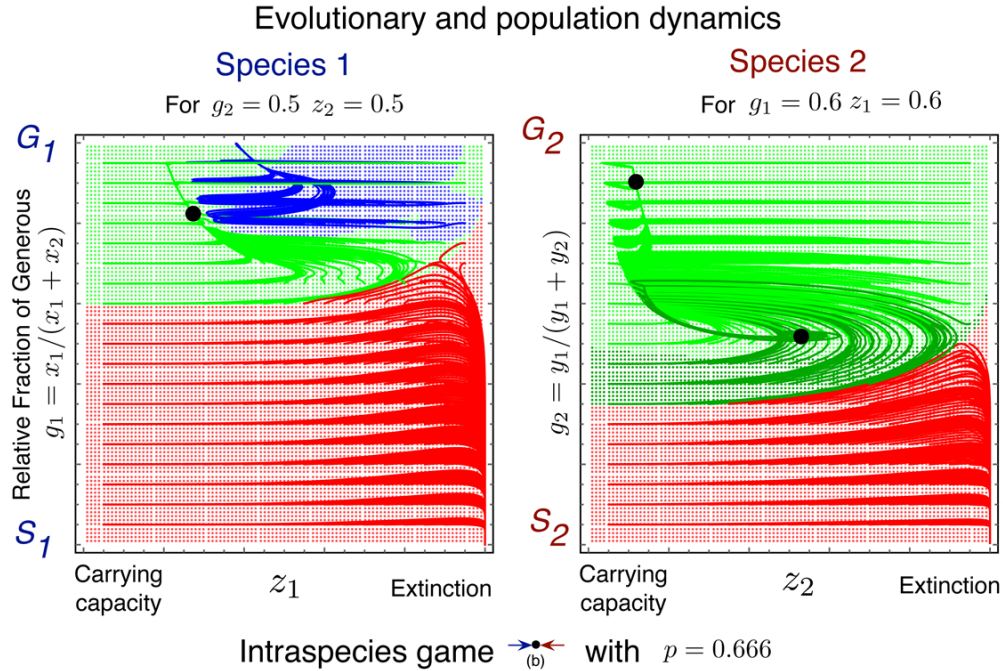 Evolutionary and population dynamics
Species 1
Species 2
For g₂ = 0.5 z₂ = 0.5
For g₁ = 0.6 z₁ = 0.6
G₁
G₂
Relative Fraction of Generous
g₁ = x₁/(x₁ + x₂)
g₂ = y₁/(y₁ + y₂)
S₁
S₂
Carrying capacity
z₁
Extinction
Carrying capacity
z₂
Extinction
Intraspecies game (b) with p = 0.666